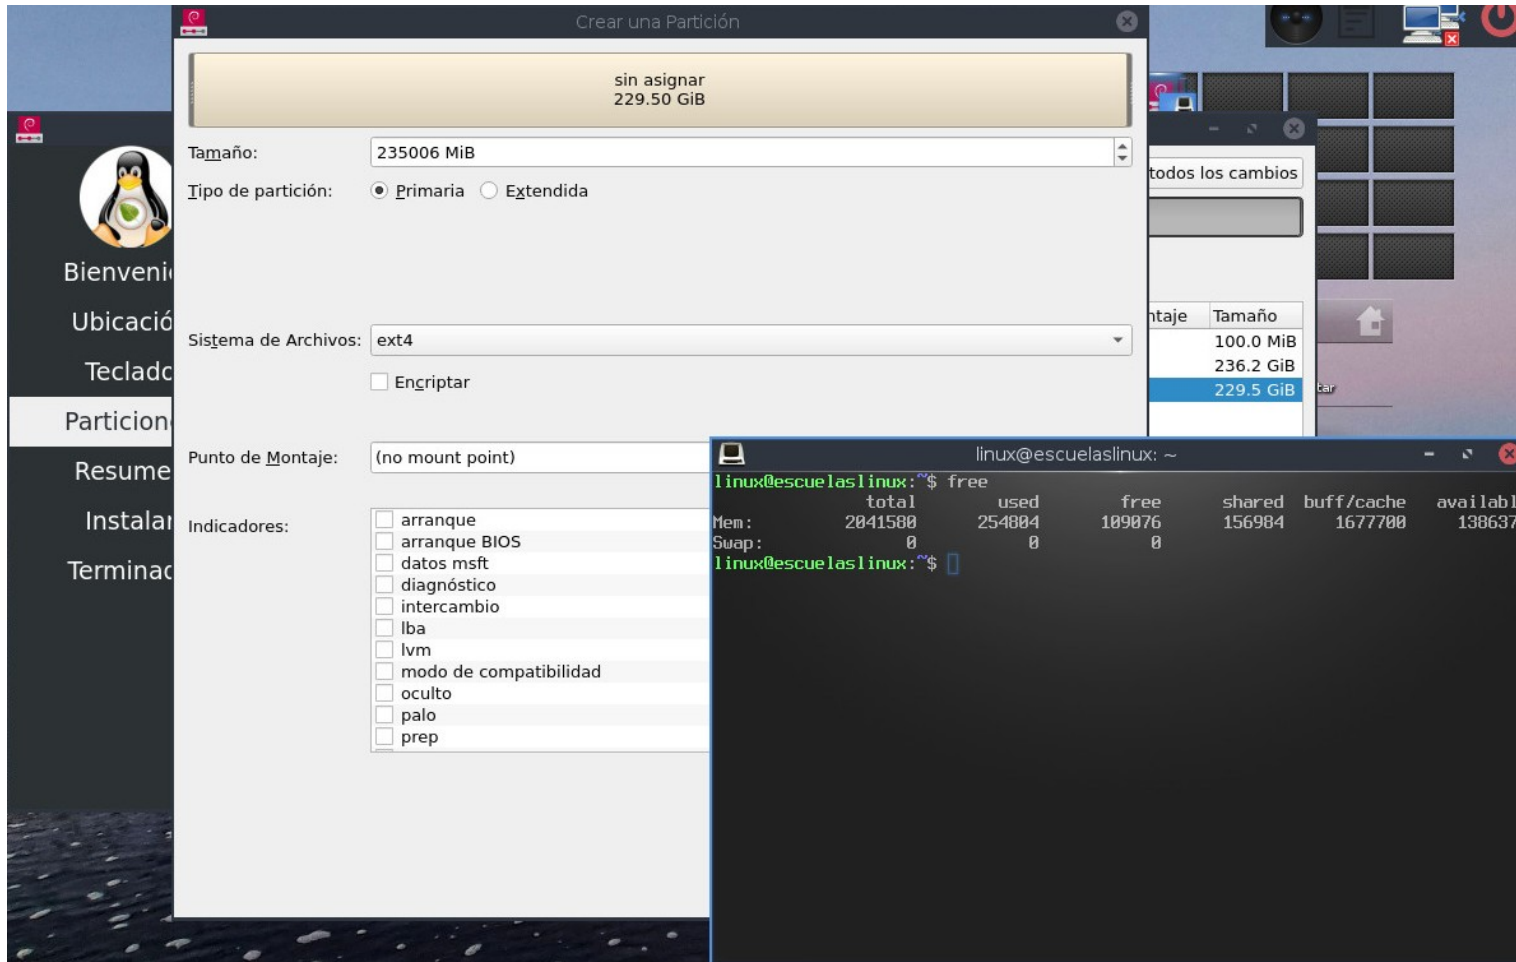 Crear una Partición
sin asignar
229.50 GiB
Tamaño: 235006 MiB
Tipo de partición: Primaria Extendida
Sistema de Archivos: ext4
Encriptar
Punto de Montaje: (no mount point)
Indicadores:
arranque
arranque BIOS
datos msft
diagnóstico
intercambio
lba
lvm
modo de compatibilidad
oculto
palo
prep
Bienveni
Ubicació
Teclado
Particion
Resume
Instalar
Terminad
todos los cambios
ntaje Tamaño
100.0 MiB
236.2 GiB
229.5 GiB
tar
linux@escuelaslinux: ~
linux@escuelaslinux:~$ free
total used free shared buff/cache availabl
Mem: 2041580 254804 109076 156984 1677700 138637
Swap: 0 0 0
linux@escuelaslinux:~$